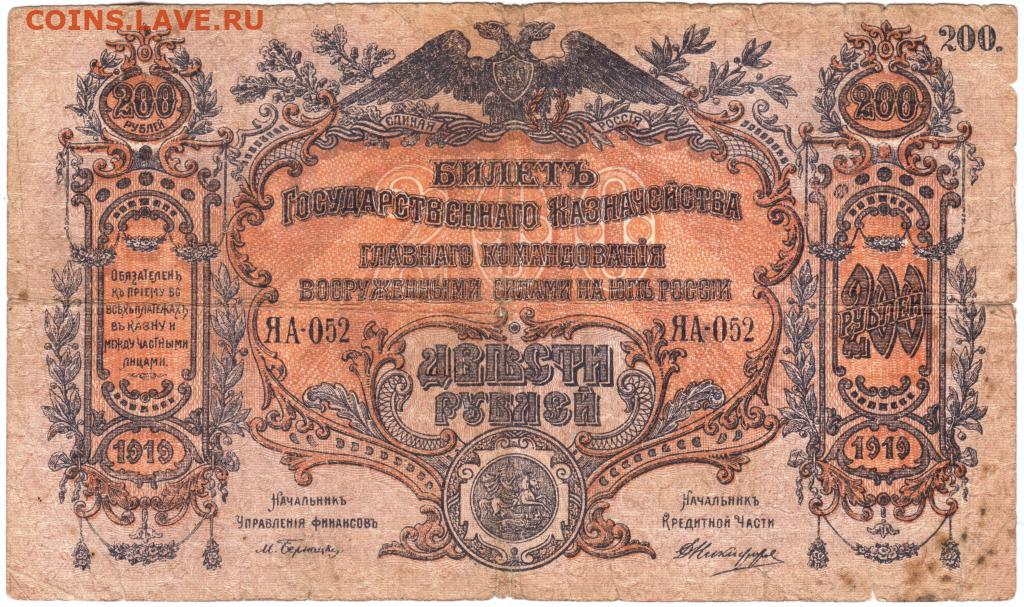 COINS.LAVE.RU
200.
200
РУБЛЕЙ
200
ЕДИНАЯ РОССІЯ
БИЛЕТЪ
ГОСУДАРСТВЕННАГО КАЗНАЧЕЙСТВА
ГЛАВНАГО КОМАНДОВАНІЯ
ВООРУЖЕННЫМИ СИЛАМИ НА ЮГѢ РОССІИ
200
ОБЯЗАТЕЛЕНЪ
КЪ ПРІЕМУ ВО
ВСѢХЪ ПЛАТЕЖАХЪ
ВЪ КАЗНУ И
МЕЖДУ ЧАСТНЫМИ
ЛИЦАМИ.
ЯА-052
ЯА-052
200
РУБЛЕЙ
ДВѢСТИ
РУБЛЕЙ
1919
1919
НАЧАЛЬНИКЪ
УПРАВЛЕНІЯ ФИНАНСОВЪ
М. Бернацкій
НАЧАЛЬНИКЪ
КРЕДИТНОЙ ЧАСТИ